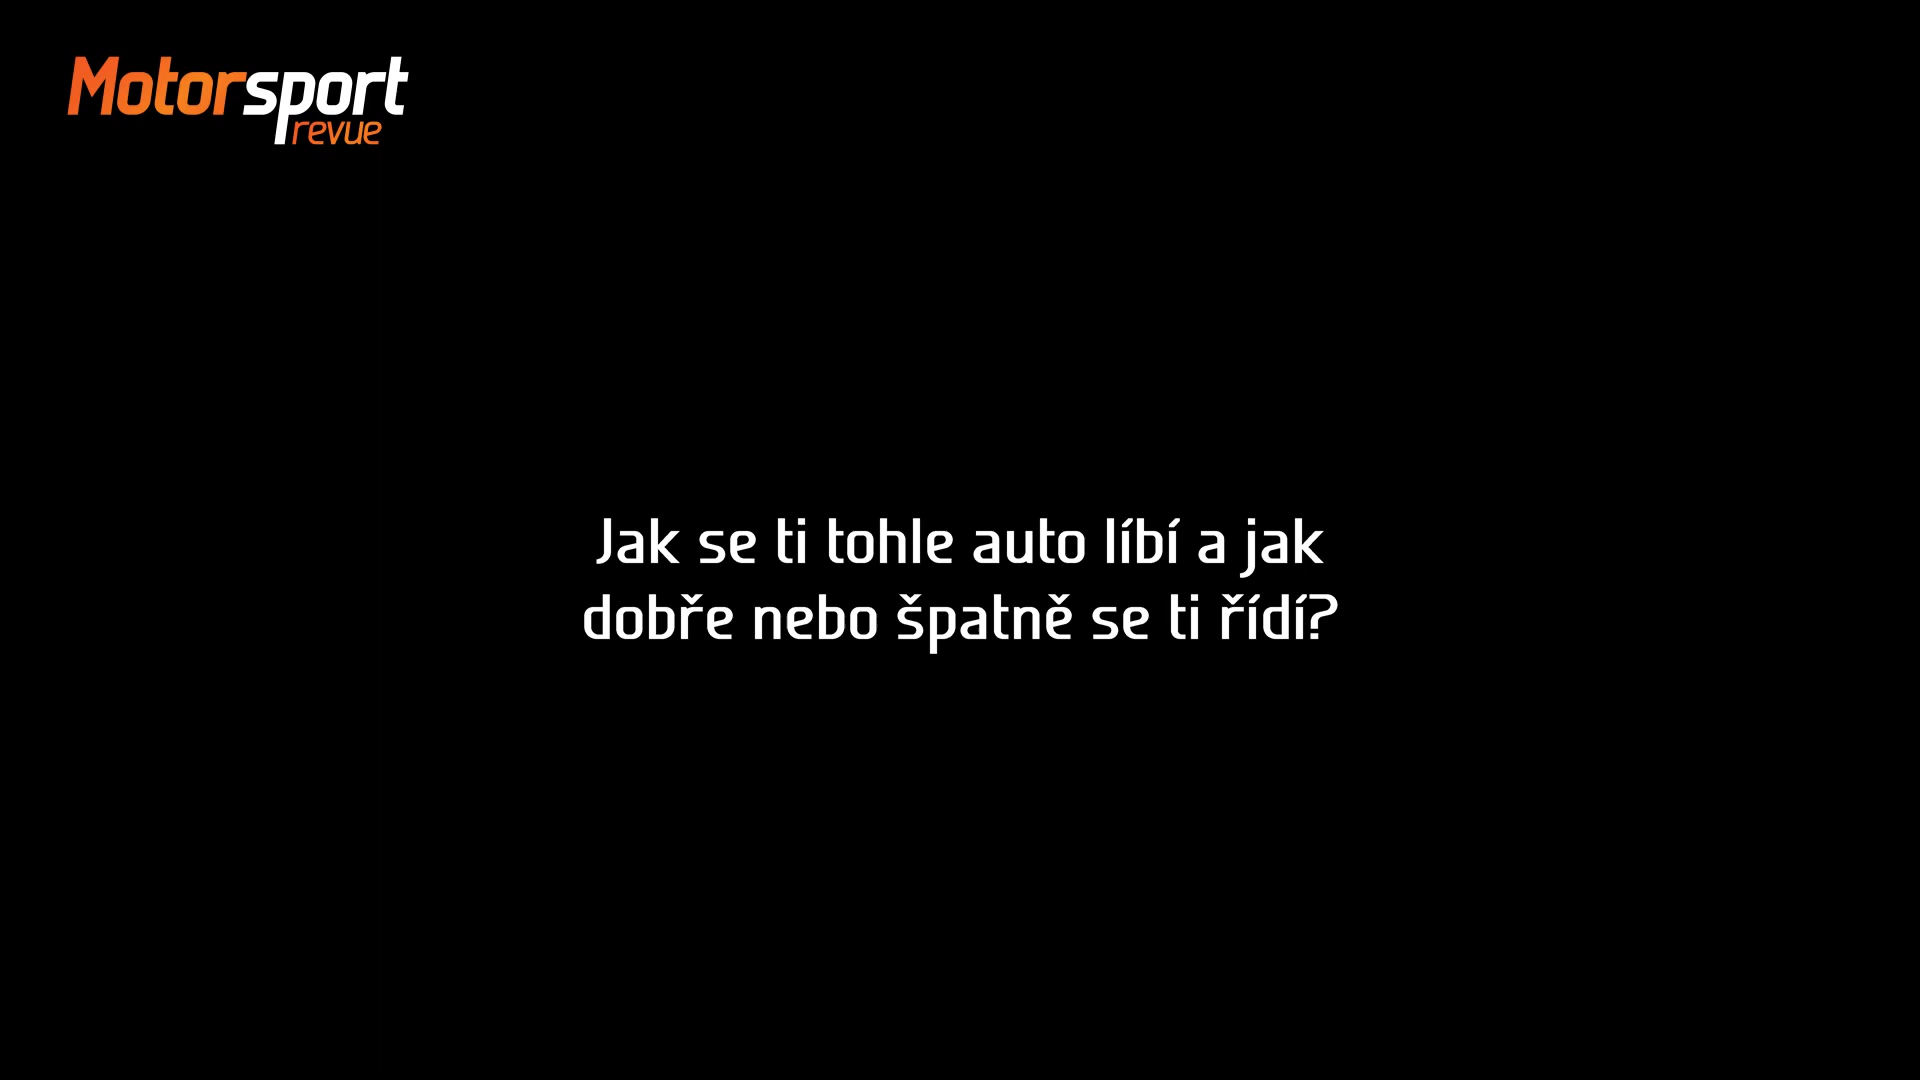 Motorsport
revue
Jak se ti tohle auto líbí a jak
dobře nebo špatně se ti řídí?